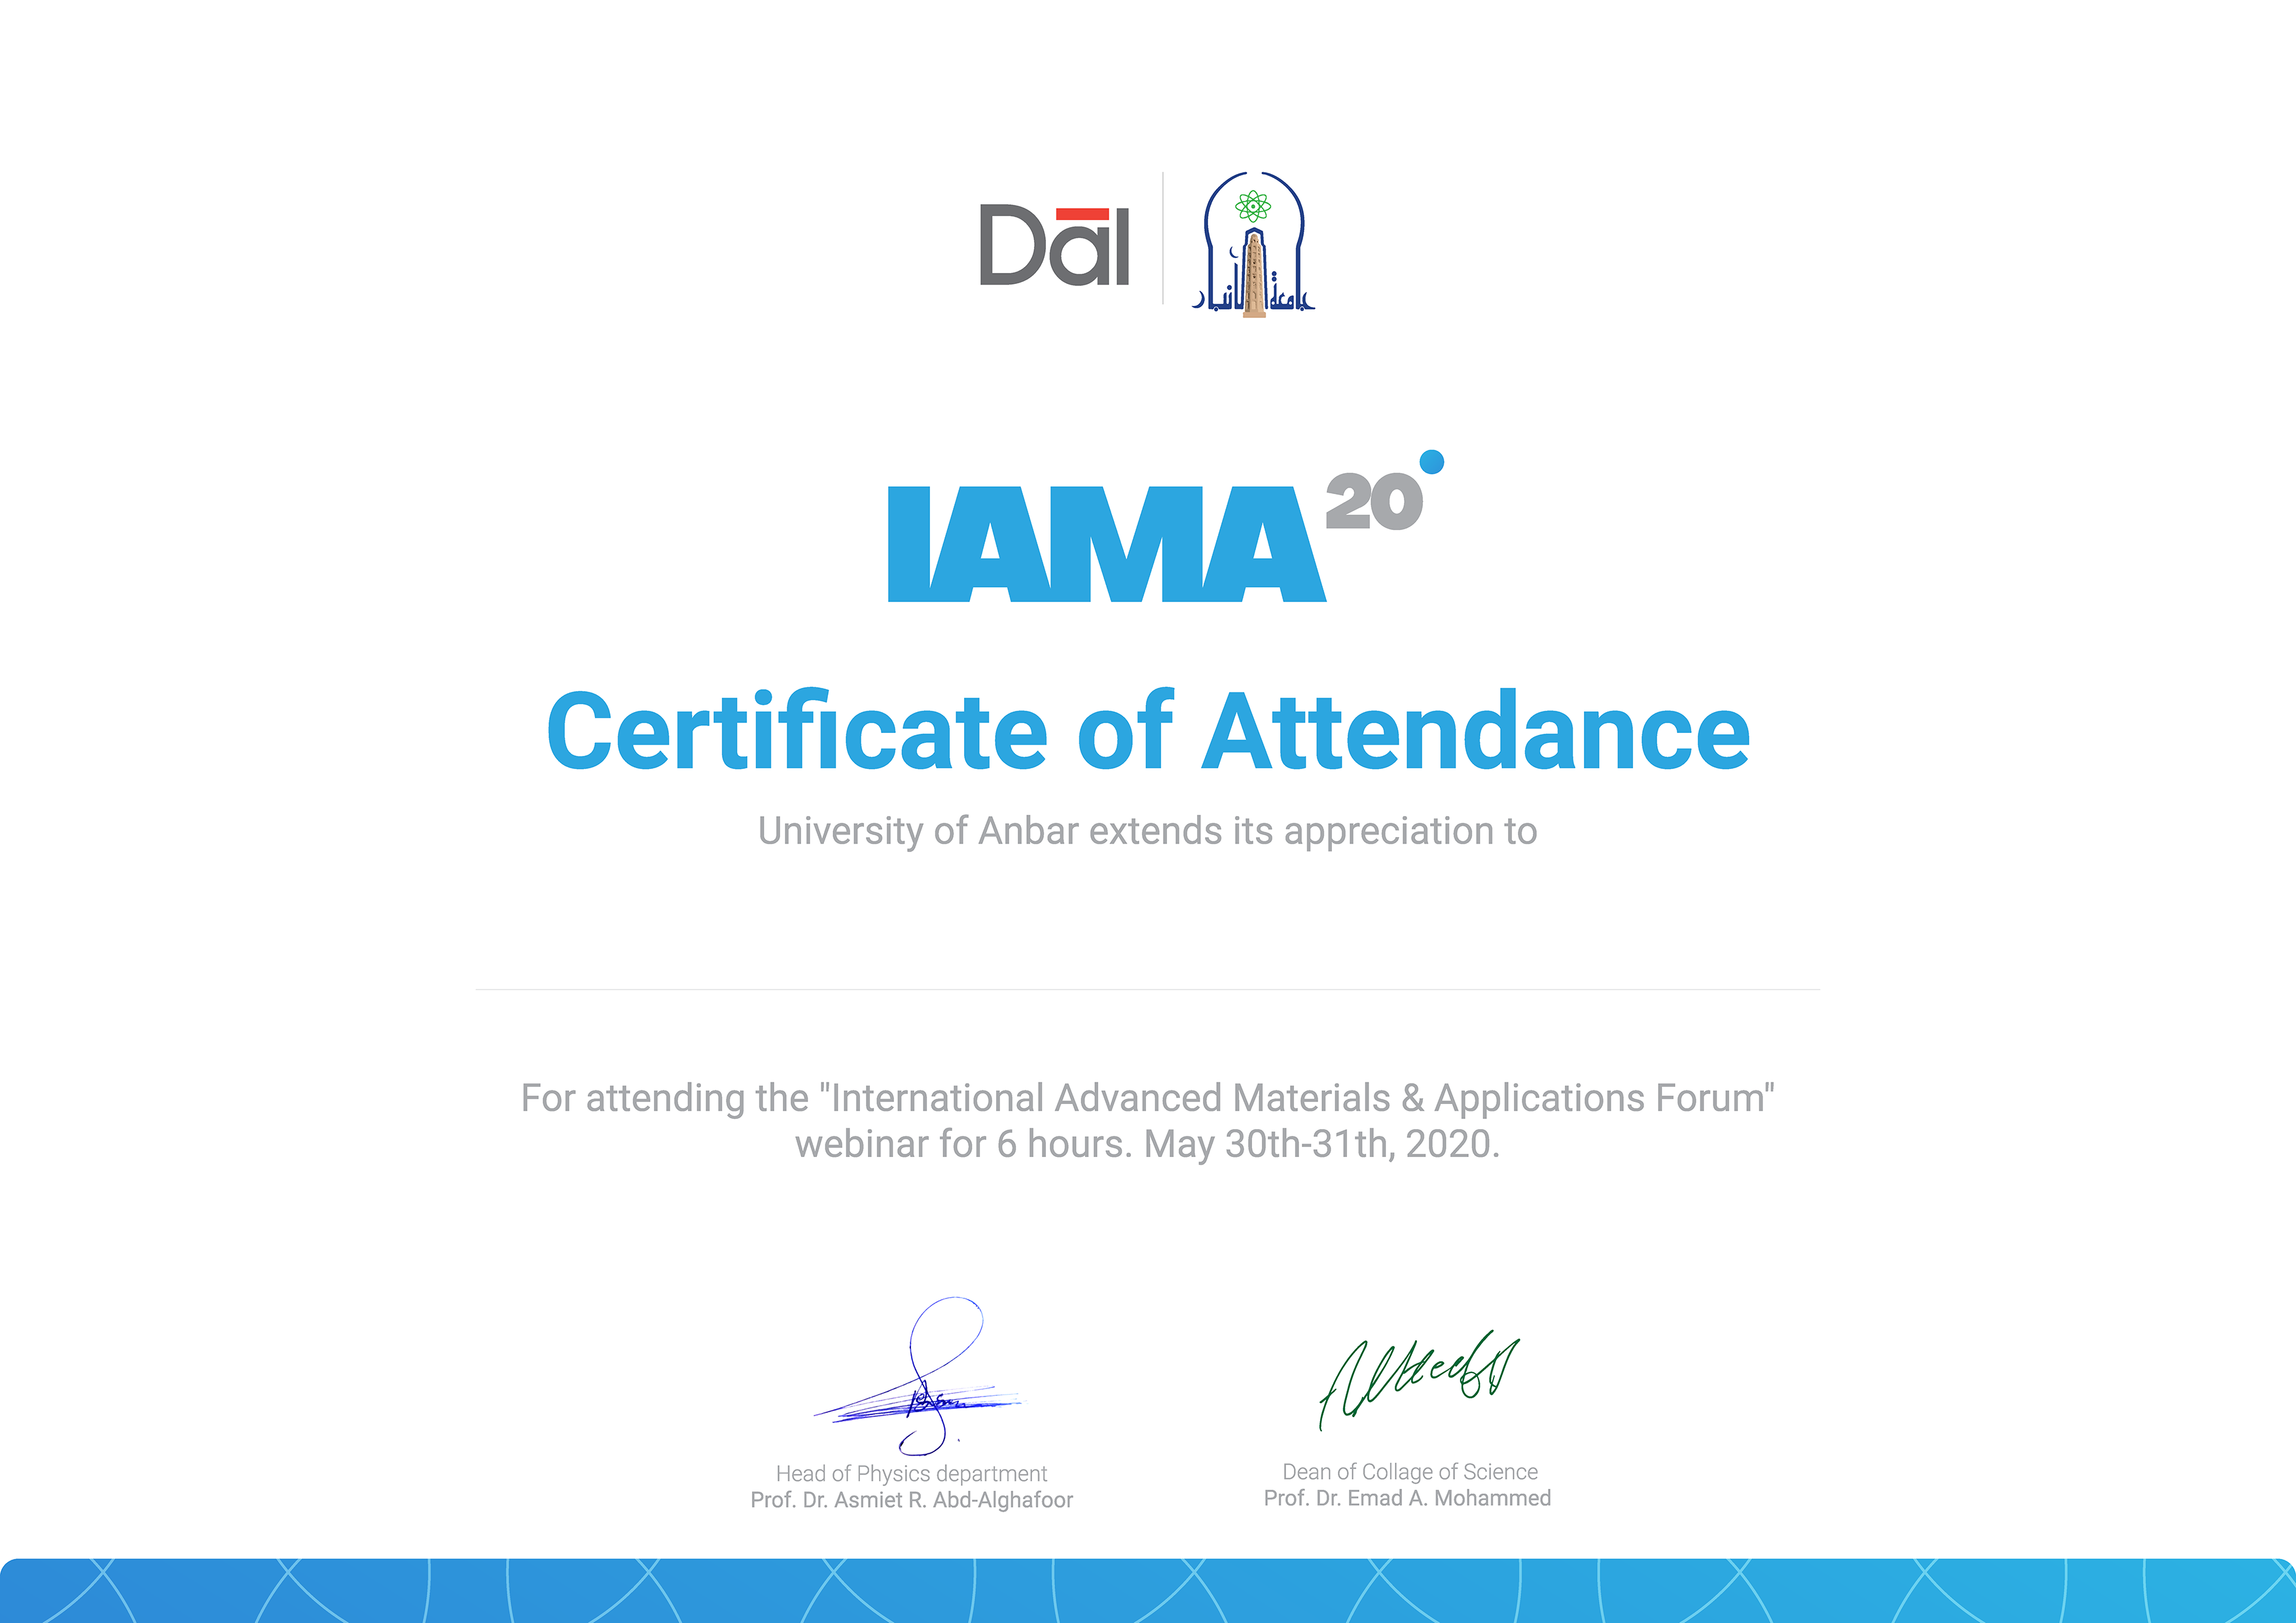 Dāl
جامعة الانبار
IAMA 20
Certificate of Attendance
University of Anbar extends its appreciation to
For attending the "International Advanced Materials & Applications Forum"
webinar for 6 hours. May 30th-31th, 2020.
Head of Physics department
Prof. Dr. Asmiet R. Abd-Alghafoor
Dean of Collage of Science
Prof. Dr. Emad A. Mohammed